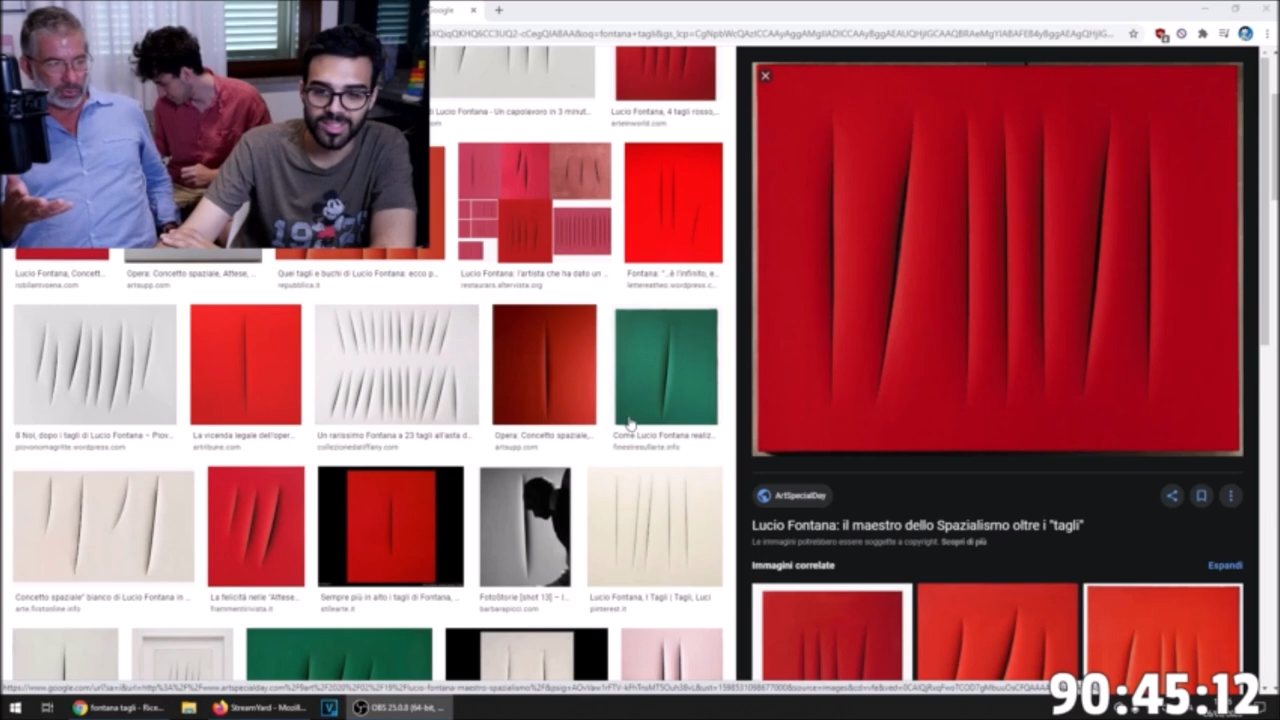 Google
Lucio Fontana - Un capolavoro in 3 minut...
Lucio Fontana, 4 tagli rosso,...
arteinworld.com
19
Lucio Fontana, Concett...
robilantvoena.com
Opera: Concetto spaziale, Attese, ...
artsupp.com
Quei tagli e buchi di Lucio Fontana: ecco p...
repubblica.it
Lucio Fontana: l'artista che ha dato un ...
restaurars.altervista.org
Fontana: "...è l'infinito, e...
lettereatheo.wordpress.c...
8 Noi, dopo i tagli di Lucio Fontana – Piov...
piovonomagritte.wordpress.com
La vicenda legale dell'oper...
artribune.com
Un rarissimo Fontana a 23 tagli all'asta d...
collezionedatiffany.com
Opera: Concetto spaziale,...
artsupp.com
Come Lucio Fontana realiz...
finestresullarte.info
Concetto spaziale" bianco di Lucio Fontana in ...
arte.firstonline.info
La felicità nelle "Attese...
frammentirivista.it
Sempre più in alto i tagli di Fontana, ...
stilearte.it
FotoStorie [shot 13] – I...
barbarapicci.com
Lucio Fontana, I Tagli | Tagli, Luci
pinterest.it
ArtSpecialDay
Lucio Fontana: il maestro dello Spazialismo oltre i "tagli"
Le immagini potrebbero essere soggette a copyright. Scopri di più
Immagini correlate
Espandi
fontana tagli - Rice...
StreamYard - Mozill...
OBS 25.0.8 (64-bit, ...
90:45:12